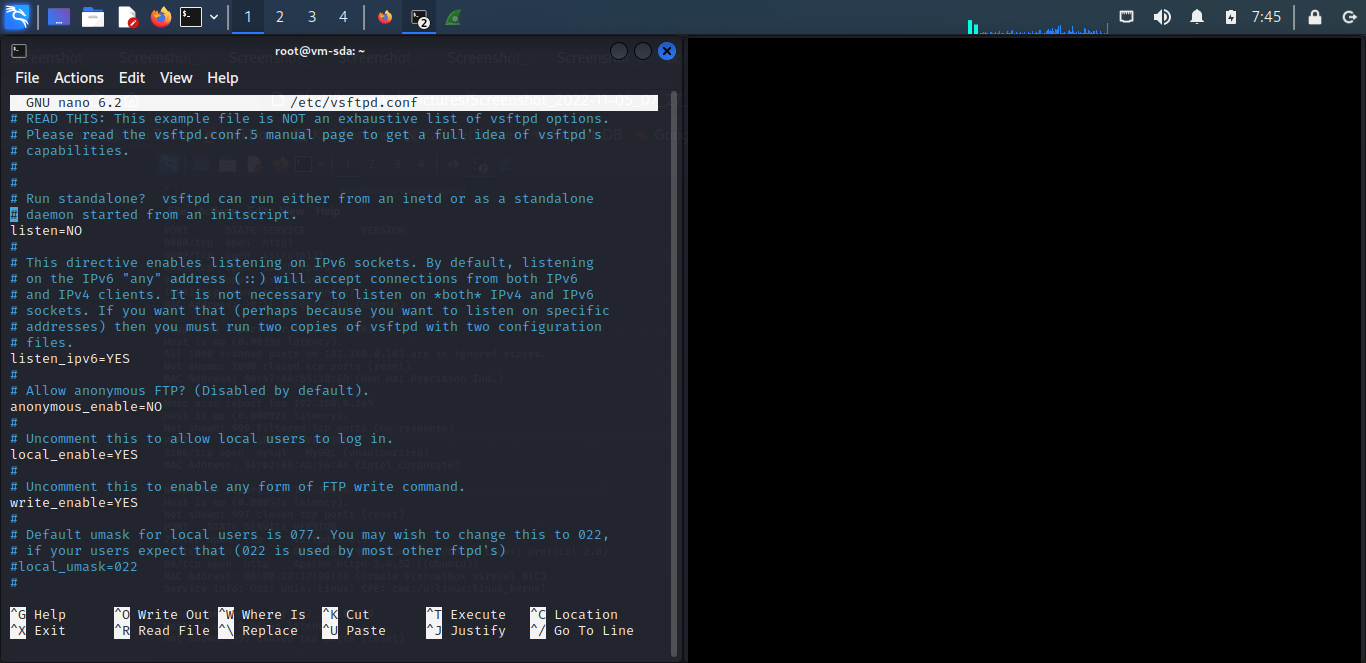 1 2 3 4
2
7:45
root@vm-sda: ~
File Actions Edit View Help
GNU nano 6.2 /etc/vsftpd.conf
# READ THIS: This example file is NOT an exhaustive list of vsftpd options.
# Please read the vsftpd.conf.5 manual page to get a full idea of vsftpd's
# capabilities.
#
#
# Run standalone?  vsftpd can run either from an inetd or as a standalone
# daemon started from an initscript.
listen=NO
#
# This directive enables listening on IPv6 sockets. By default, listening
# on the IPv6 "any" address (::) will accept connections from both IPv6
# and IPv4 clients. It is not necessary to listen on *both* IPv4 and IPv6
# sockets. If you want that (perhaps because you want to listen on specific
# addresses) then you must run two copies of vsftpd with two configuration
# files.
listen_ipv6=YES
#
# Allow anonymous FTP? (Disabled by default).
anonymous_enable=NO
#
# Uncomment this to allow local users to log in.
local_enable=YES
#
# Uncomment this to enable any form of FTP write command.
write_enable=YES
#
# Default umask for local users is 077. You may wish to change this to 022,
# if your users expect that (022 is used by most other ftpd's)
#local_umask=022
#
^G Help ^O Write Out ^W Where Is ^K Cut ^T Execute ^C Location
^X Exit ^R Read File ^\ Replace ^U Paste ^J Justify ^/ Go To Line